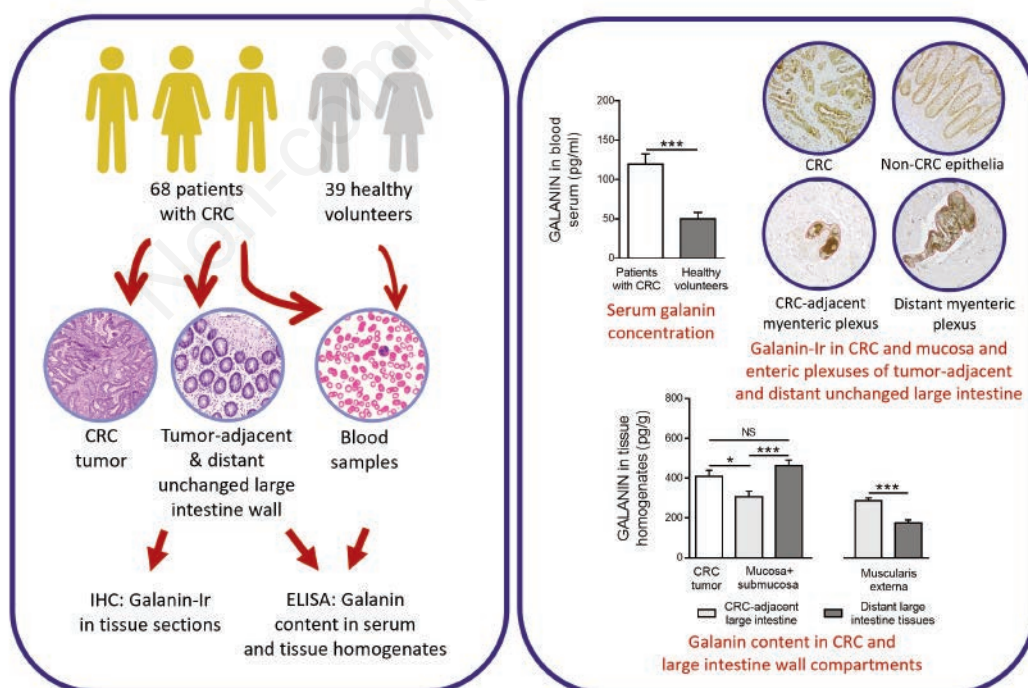 68 patients
with CRC
39 healthy
volunteers
CRC
tumor
Tumor-adjacent
& distant
unchanged large
intestine wall
Blood
samples
IHC: Galanin-Ir
in tissue sections
ELISA: Galanin
content in serum
and tissue homogenates
GALANIN in blood
serum (pg/ml)
200
150
100
50
0
***
Patients
with CRC
Healthy
volunteers
Serum galanin
concentration
CRC
Non-CRC epithelia
CRC-adjacent
myenteric plexus
Distant myenteric
plexus
Galanin-Ir in CRC and mucosa and
enteric plexuses of tumor-adjacent
and distant unchanged large intestine
GALANIN in tissue
homogenates (pg/g)
800
600
400
200
0
NS
*
***
***
CRC
tumor
Mucosa+
submucosa
Muscularis
externa
CRC-adjacent
large intestine
Distant large
intestine tissues
Galanin content in CRC and
large intestine wall compartments